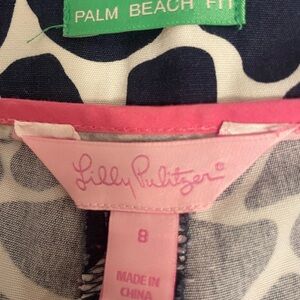 PALM BEACH FIT
Lilly Pulitzer®
8
MADE IN
CHINA